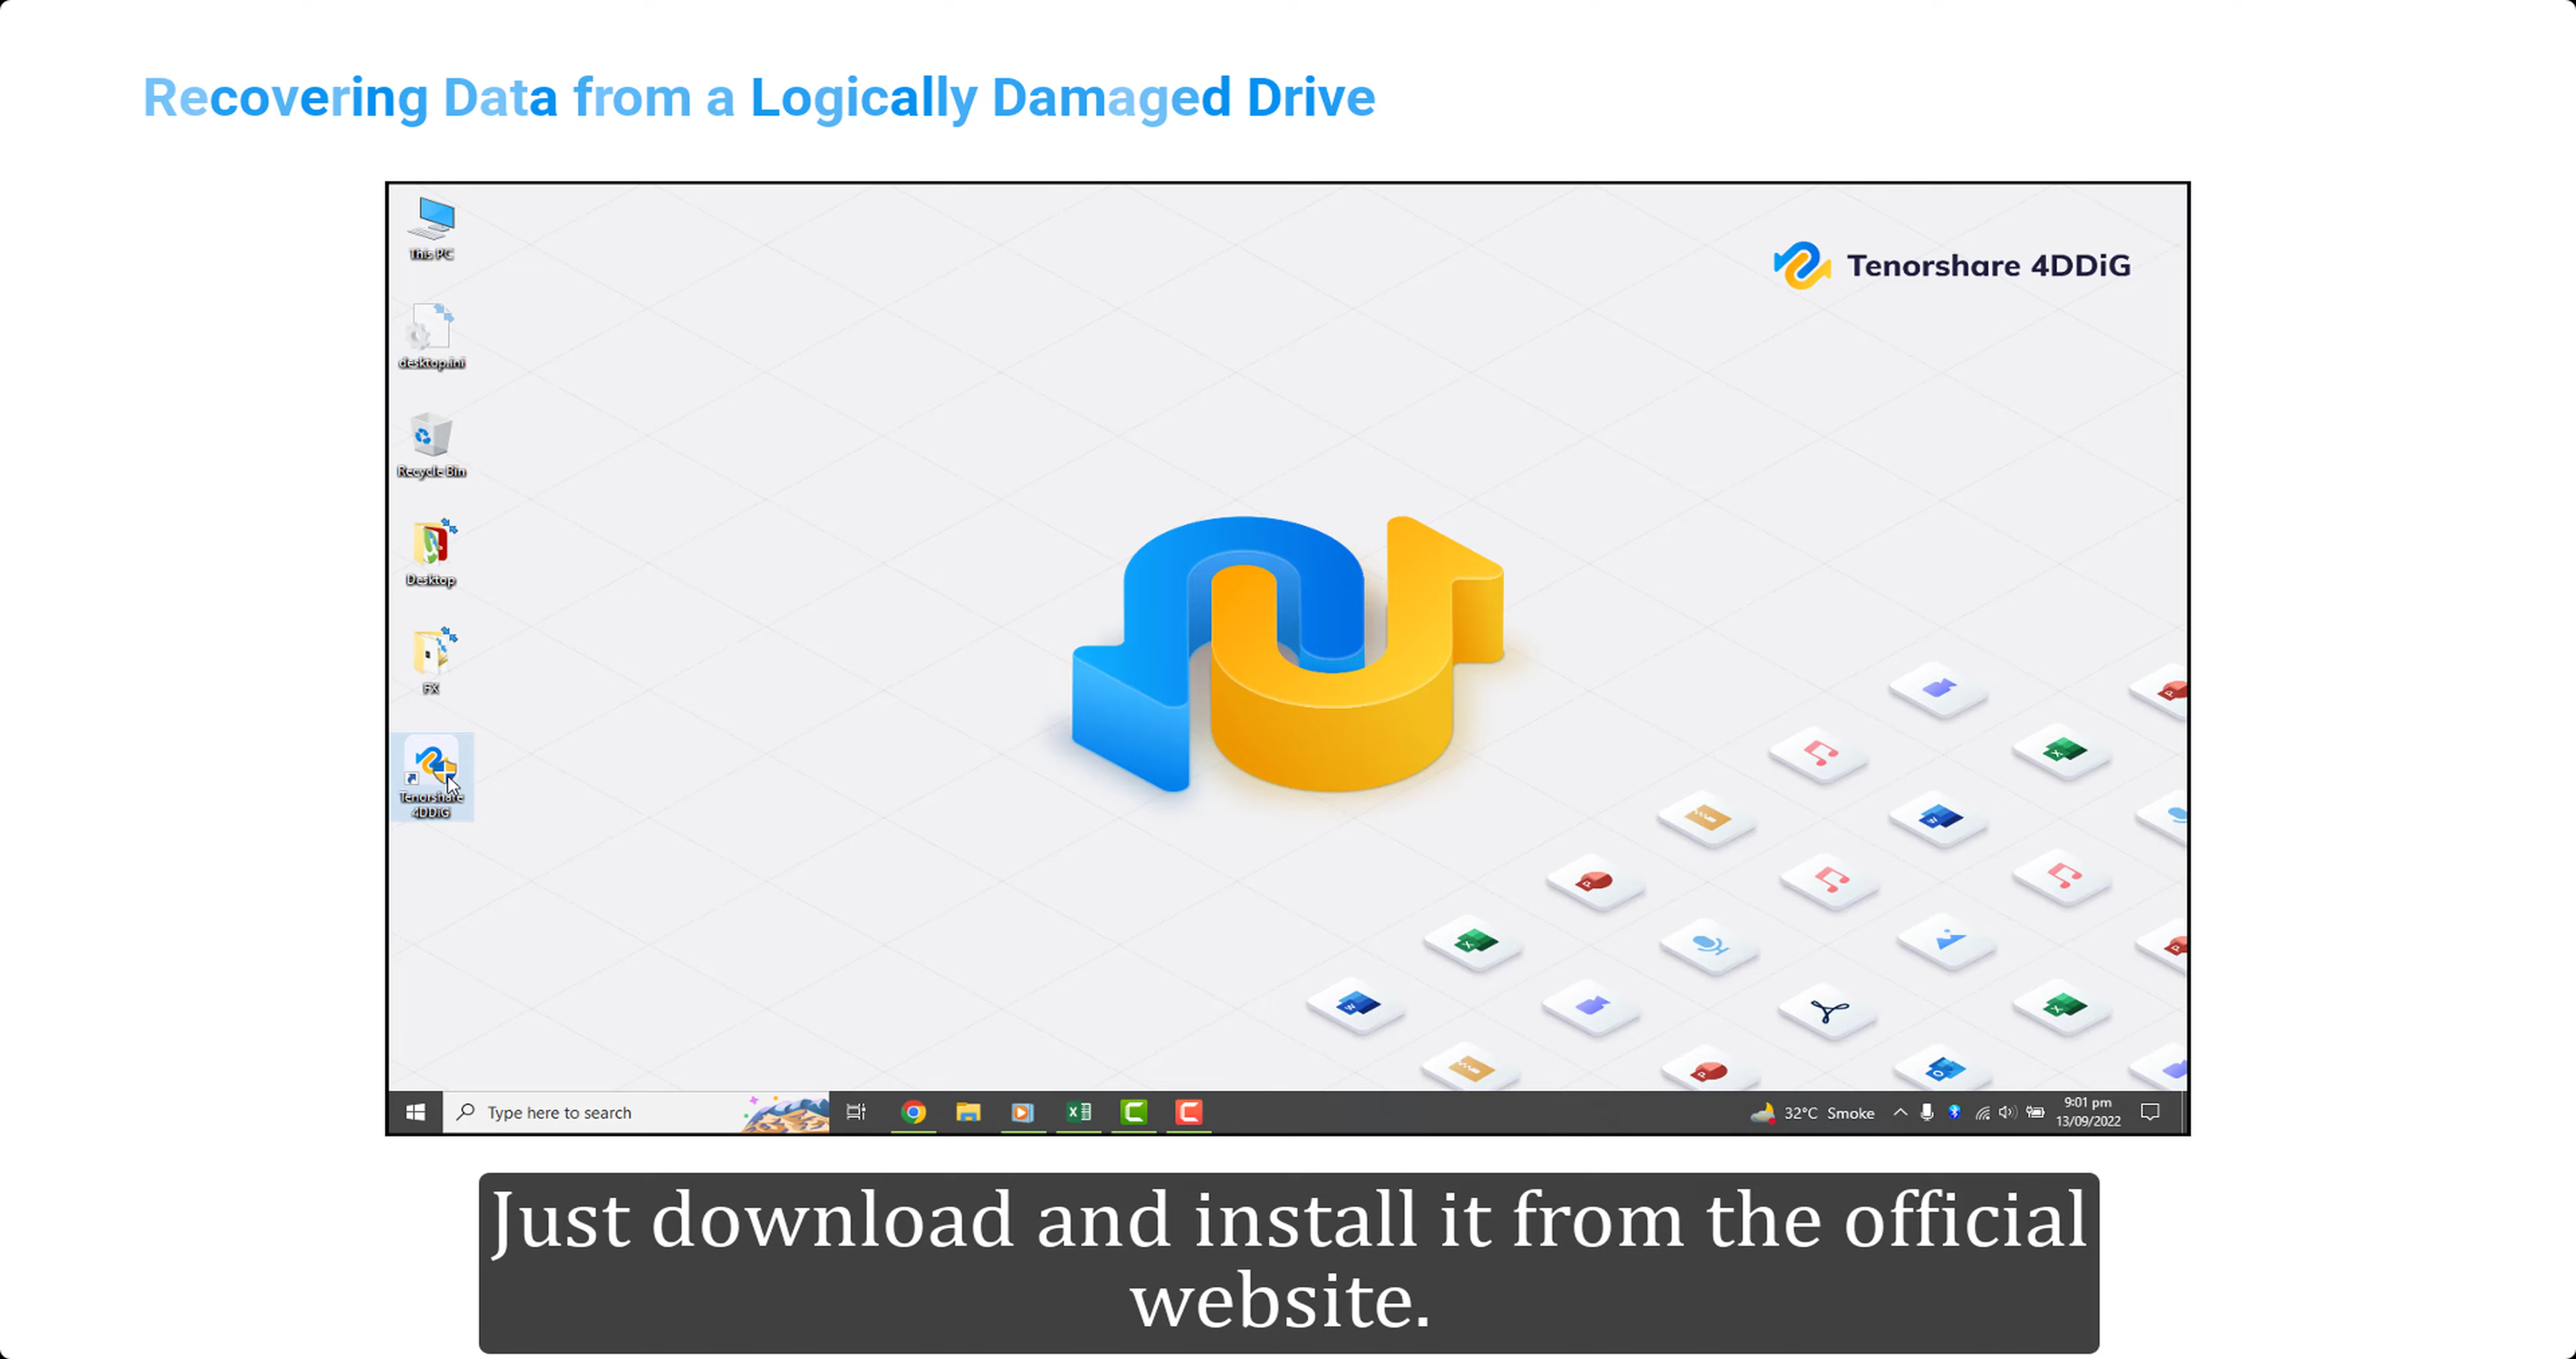 Recovering Data from a Logically Damaged Drive
This PC
Tenorshare 4DDiG
desktop.ini
Recycle Bin
Desktop
FX
Tenorshare
4DDiG
Type here to search
32°C Smoke
9:01 pm
13/09/2022
Just download and install it from the official
website.